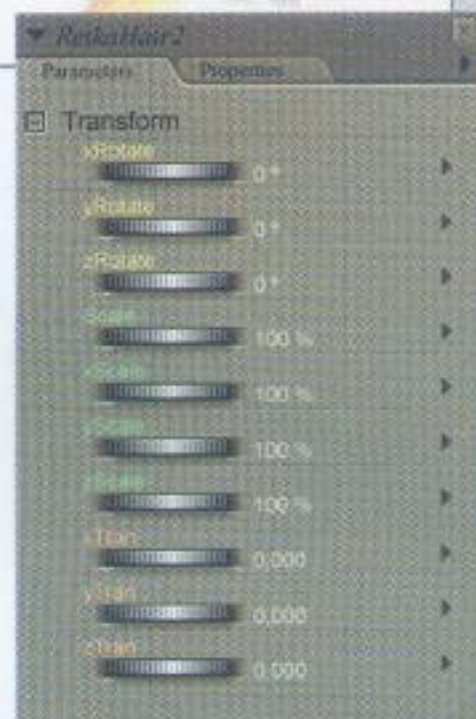 ReikaHair2
Parameters Properties
Transform
xRotate
0 °
yRotate
0 °
zRotate
0 °
Scale
100 %
xScale
100 %
yScale
100 %
zScale
100 %
xTran
0,000
yTran
0,000
zTran
0,000